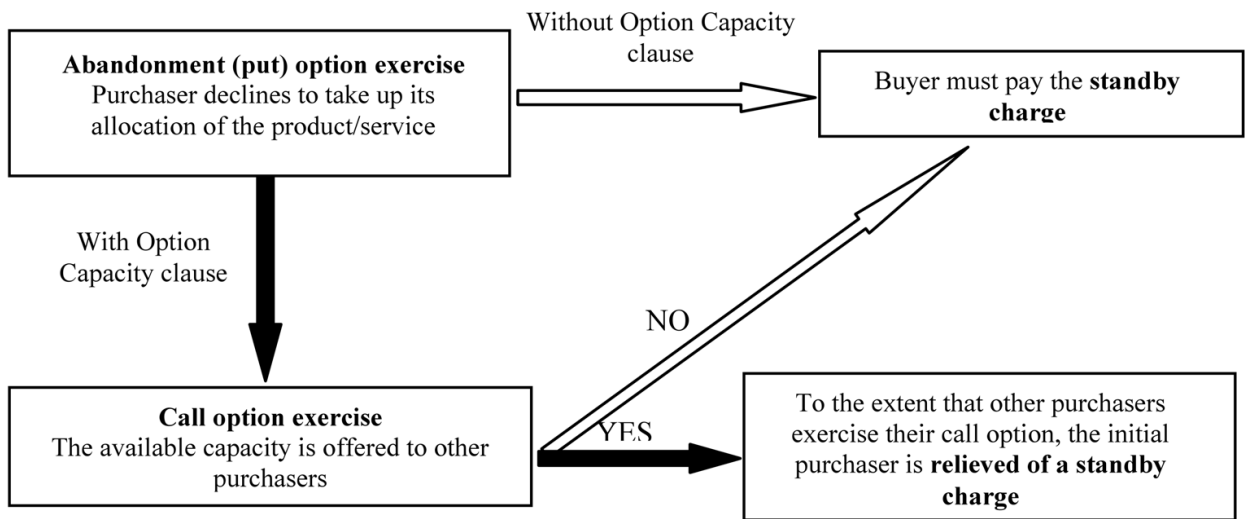 Without Option Capacity
clause
Abandonment (put) option exercise
Purchaser declines to take up its
allocation of the product/service
Buyer must pay the standby
charge
With Option
Capacity clause
NO
Call option exercise
The available capacity is offered to other
purchasers
YES
To the extent that other purchasers
exercise their call option, the initial
purchaser is relieved of a standby
charge